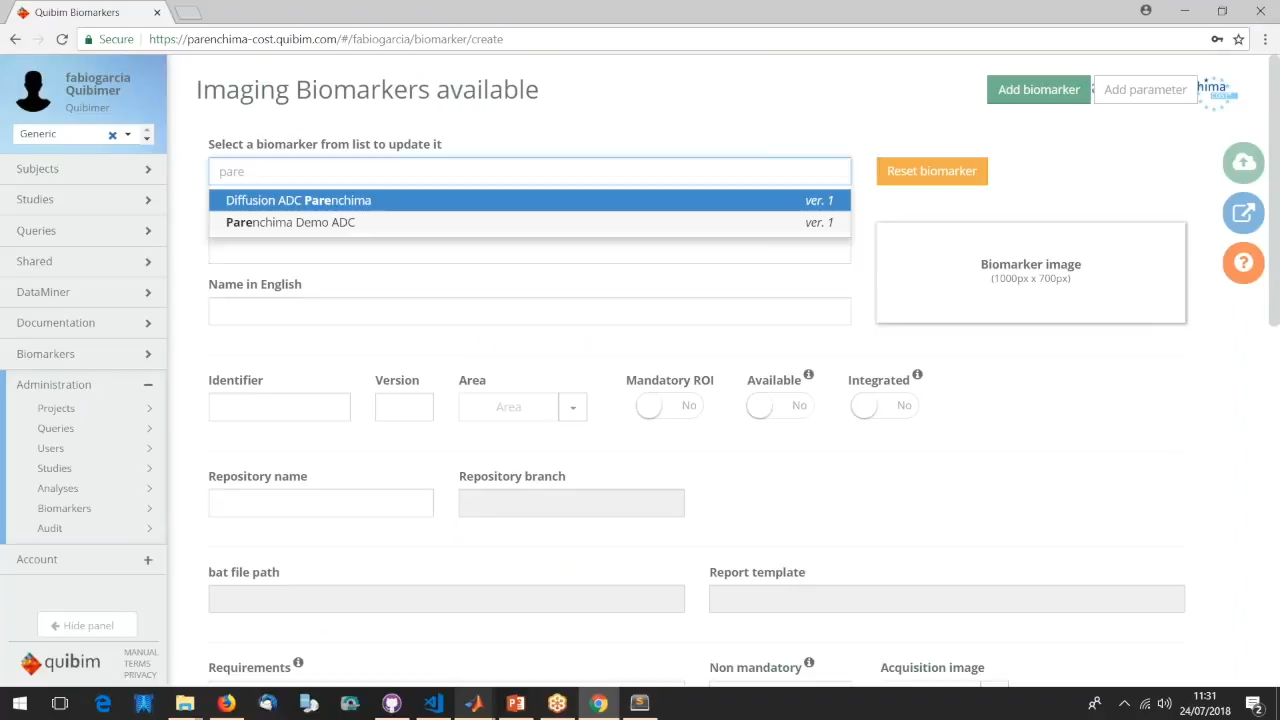 Quibim Biomarkers
Secure
https://parenchima-cost.quibim.com/#/fabiogarcia/biomarker/create
fabiogarcia
Quibimer
Quibimer
Generic
Subjects
Studies
Queries
Shared
DataMiner
Documentation
Biomarkers
Administration
Projects
Queries
Users
Studies
Analyses
Biomarkers
Audit
Account
Hide panel
quibim
MANUAL
TERMS
PRIVACY
Imaging Biomarkers available
Add biomarker
Add parameter
hima
COST
Select a biomarker from list to update it
pare
Reset biomarker
Diffusion ADC Parenchima ver. 1
Parenchima Demo ADC ver. 1
Biomarker image
(1000px x 700px)
Name in English
Identifier Version Area Mandatory ROI Available Integrated
Area No No No
Repository name Repository branch
bat file path Report template
Requirements Non mandatory Acquisition image
11:31
24/07/2018
2